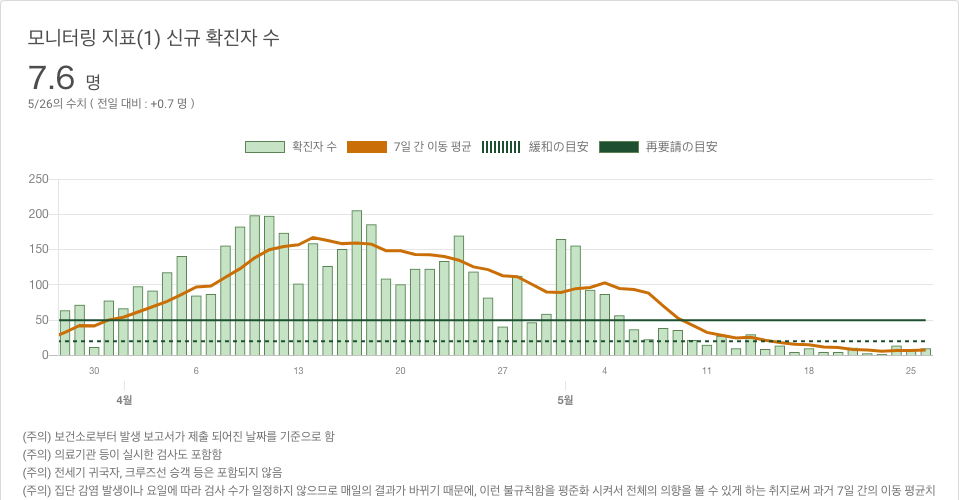 모니터링 지표(1) 신규 확진자 수
7.6 명
5/26의 수치 ( 전일 대비 : +0.7 명 )
확진자 수 7일 간 이동 평균 緩和の目安 再要請の目安
250
200
150
100
50
0
30 6 13 20 27 4 11 18 25
4월 5월
(주의) 보건소로부터 발생 보고서가 제출 되어진 날짜를 기준으로 함
(주의) 의료기관 등이 실시한 검사도 포함함
(주의) 전세기 귀국자, 크루즈선 승객 등은 포함되지 않음
(주의) 집단 감염 발생이나 요일에 따라 검사 수가 일정하지 않으므로 매일의 결과가 바뀌기 때문에, 이런 불규칙함을 평준화 시켜서 전체의 의향을 볼 수 있게 하는 취지로써 과거 7일 간의 이동 평균치